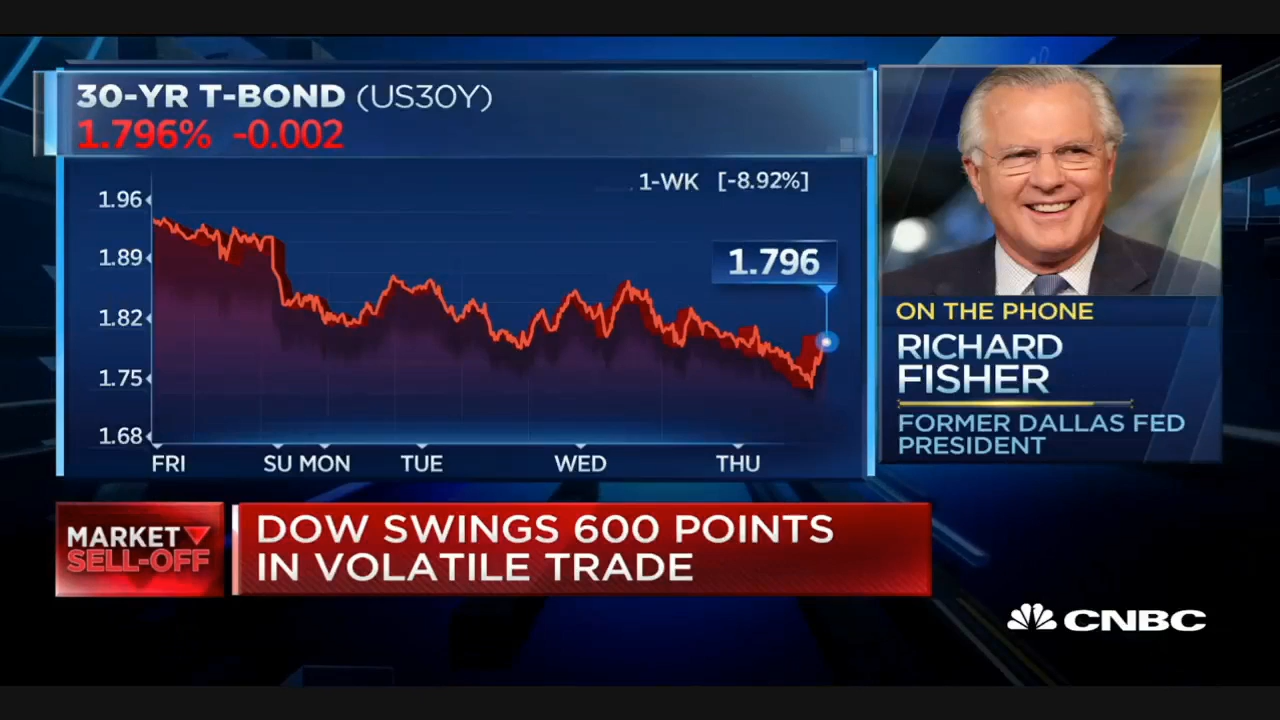 30-YR T-BOND (US30Y)
1.796% -0.002
1-WK [-8.92%]
1.96
1.89
1.82
1.75
1.68
1.796
FRI SU MON TUE WED THU
ON THE PHONE
RICHARD
FISHER
FORMER DALLAS FED
PRESIDENT
MARKET
SELL-OFF
DOW SWINGS 600 POINTS
IN VOLATILE TRADE
CNBC